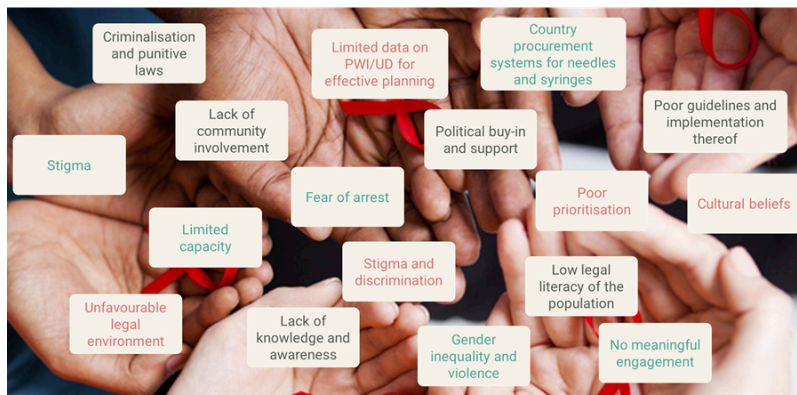 Criminalisation
and punitive
laws
Limited data on
PWI/UD for
effective planning
Country
procurement
systems for needles
and syringes
Lack of
community
involvement
Political buy-in
and support
Poor guidelines and
implementation
thereof
Stigma
Fear of arrest
Poor
prioritisation
Cultural beliefs
Limited
capacity
Stigma and
discrimination
Low legal
literacy of the
population
Unfavourable
legal
environment
Lack of
knowledge and
awareness
Gender
inequality and
violence
No meaningful
engagement